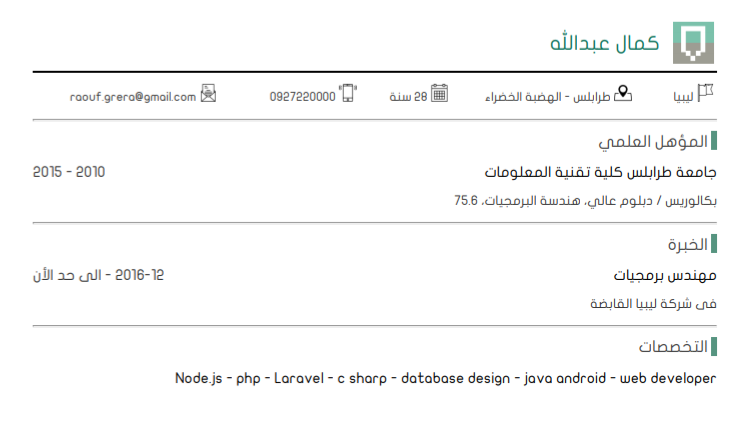 كمال عبدالله
ليبيا طرابلس - الهضبة الخضراء 28 سنة 0927220000 raouf.grera@gmail.com
المؤهل العلمي
جامعة طرابلس كلية تقنية المعلومات 2010 - 2015
بكالوريس / دبلوم عالي، هندسة البرمجيات، 75.6
الخبرة
مهندس برمجيات 12-2016 - الى حد الأن
فى شركة ليبيا القابضة
التخصصات
Node.js - php - Laravel - c sharp - database design - java android - web developer